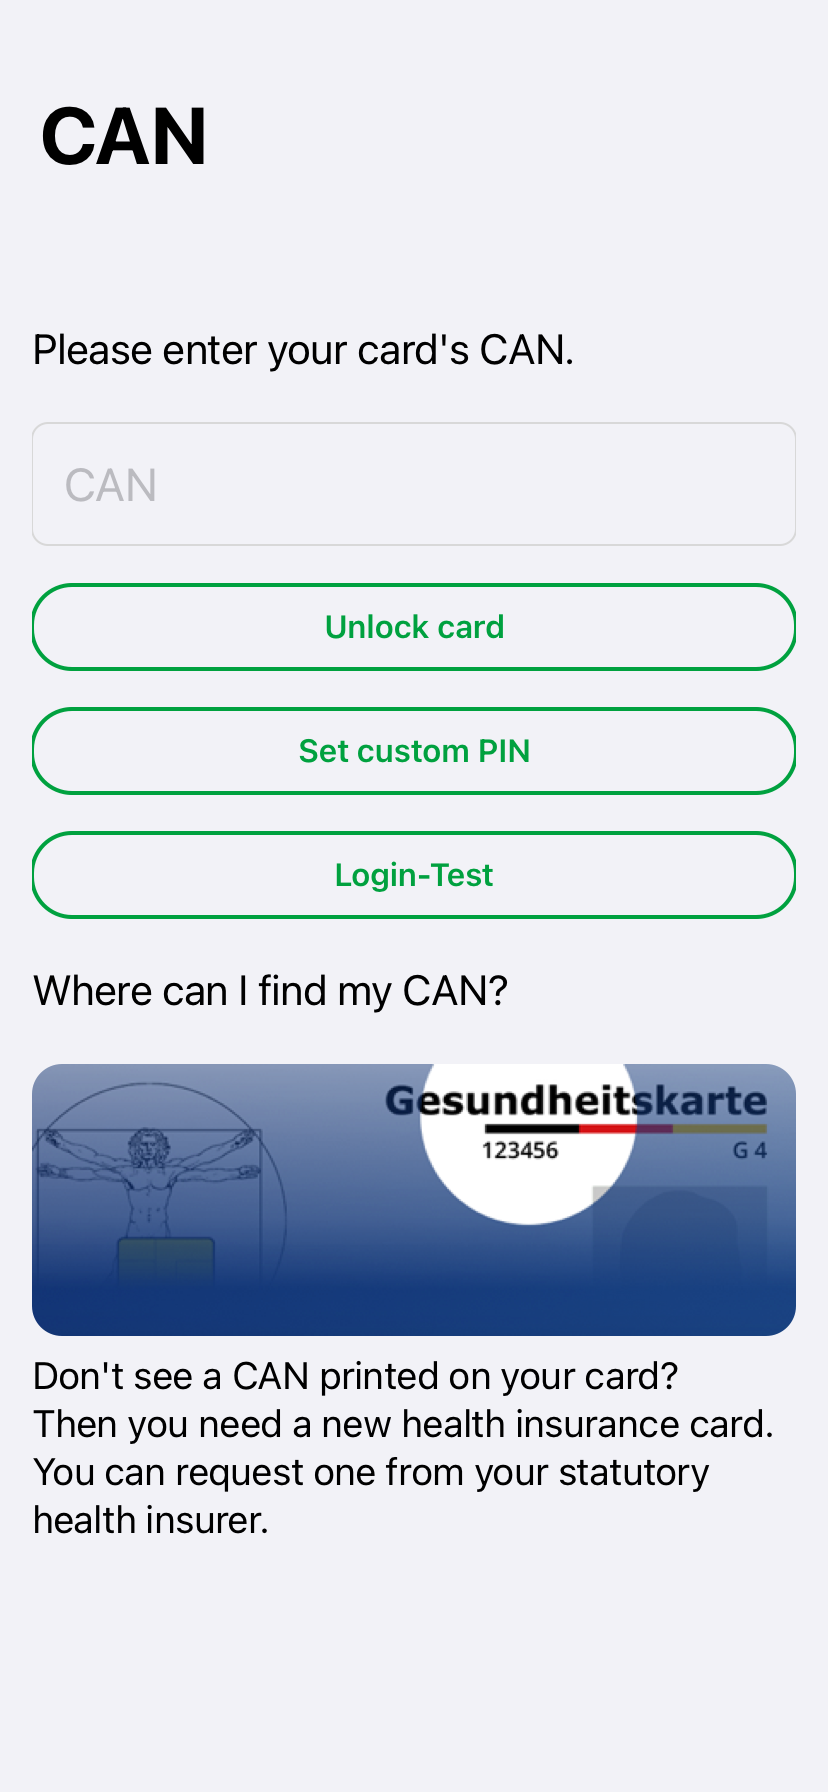 CAN
Please enter your card's CAN.
CAN
Unlock card
Set custom PIN
Login-Test
Where can I find my CAN?
Gesundheitskarte
123456 G 4
Don't see a CAN printed on your card?
Then you need a new health insurance card.
You can request one from your statutory
health insurer.